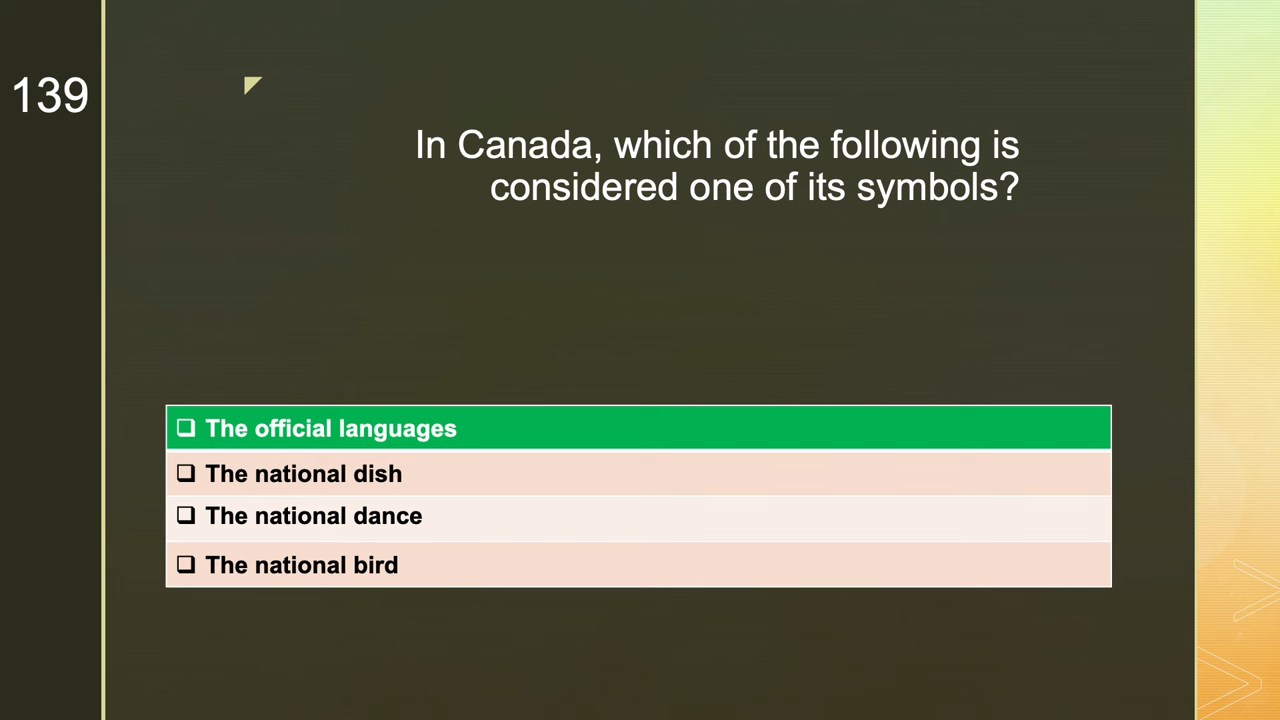 139
In Canada, which of the following is
considered one of its symbols?
❑ The official languages
❑ The national dish
❑ The national dance
❑ The national bird